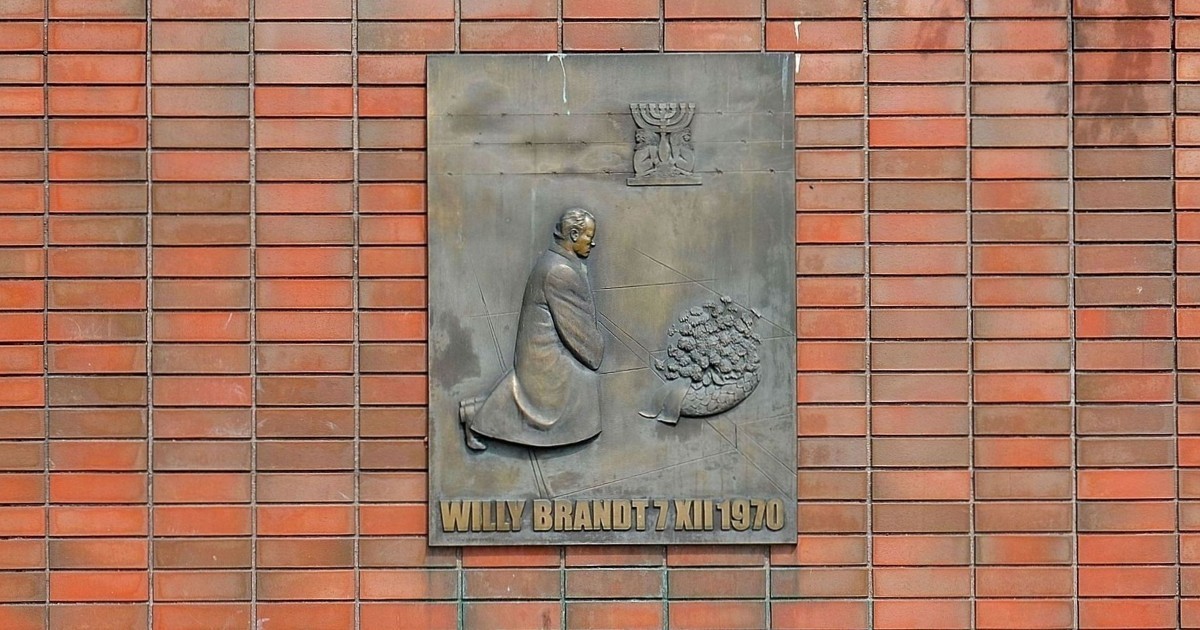 WILLY BRANDT 7 XII 1970